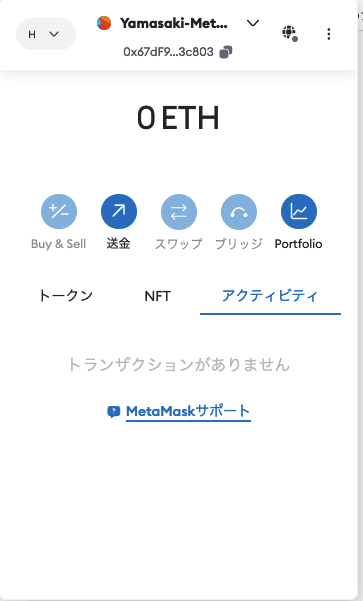 H
Yamasaki-Met...
0x67dF9...3c803
0 ETH
Buy & Sell 送金 スワップ ブリッジ Portfolio
トークン NFT アクティビティ
トランザクションがありません
MetaMaskサポート